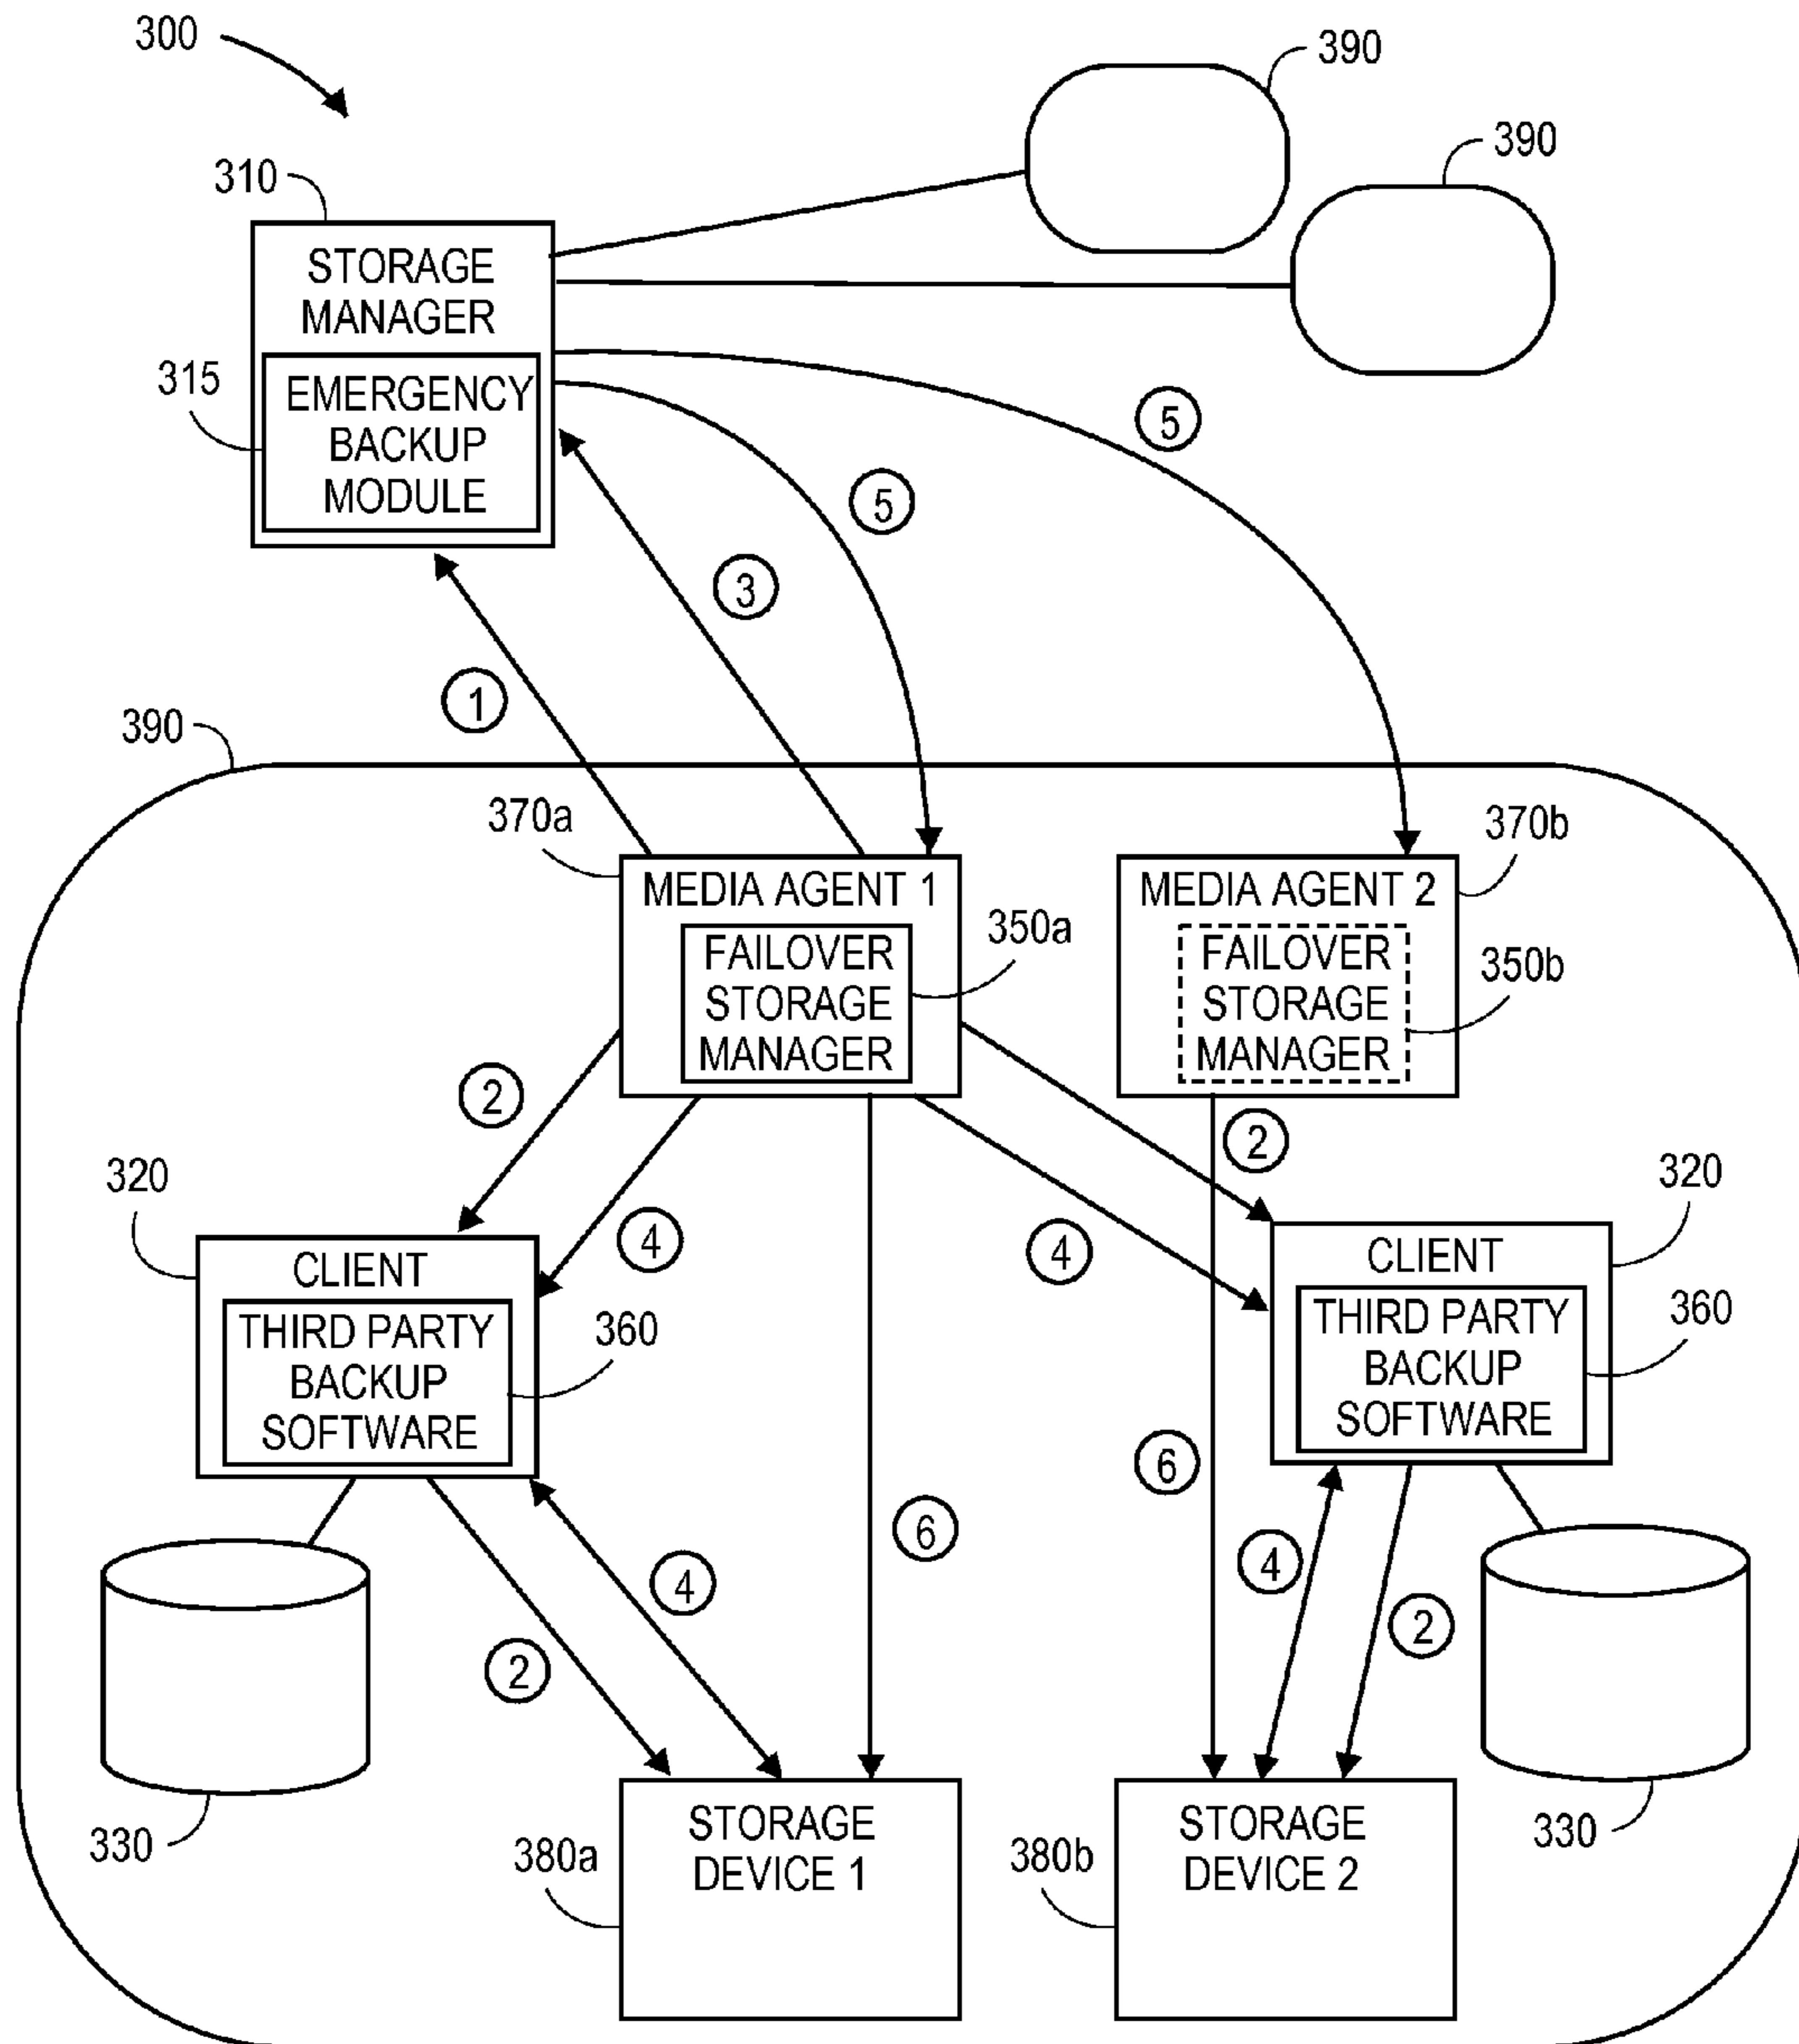 300
390
390
310
STORAGE
MANAGER
315
EMERGENCY
BACKUP
MODULE
5
5
3
1
390
370a
370b
MEDIA AGENT 1
MEDIA AGENT 2
350a
FAILOVER
STORAGE
MANAGER
FAILOVER
STORAGE
MANAGER
350b
2
2
320
320
4
4
CLIENT
CLIENT
THIRD PARTY
BACKUP
SOFTWARE
360
THIRD PARTY
BACKUP
SOFTWARE
360
6
6
4
4
2
2
330
330
380a
STORAGE
DEVICE 1
380b
STORAGE
DEVICE 2